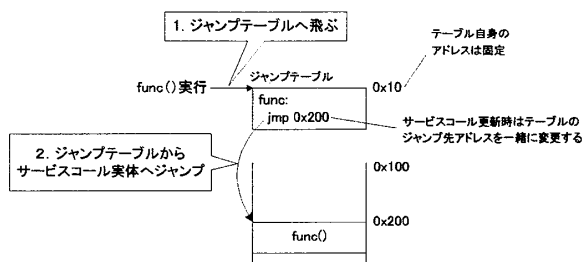 1. ジャンプテーブルへ飛ぶ
テーブル自身の
アドレスは固定
ジャンプテーブル
func()実行
0x10
func:
jmp 0x200
サービスコール更新時はテーブルの
ジャンプ先アドレスを一緒に変更する
2. ジャンプテーブルから
サービスコール実体へジャンプ
0x100
0x200
func()